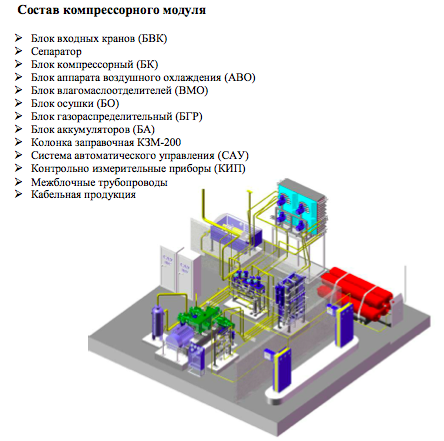 Состав компрессорного модуля
➢ Блок входных кранов (БВК)
➢ Сепаратор
➢ Блок компрессорный (БК)
➢ Блок аппарата воздушного охлаждения (АВО)
➢ Блок влагомаслоотделителей (ВМО)
➢ Блок осушки (БО)
➢ Блок газораспределительный (БГР)
➢ Блок аккумуляторов (БА)
➢ Колонка заправочная КЗМ-200
➢ Система автоматического управления (САУ)
➢ Контрольно измерительные приборы (КИП)
➢ Межблочные трубопроводы
➢ Кабельная продукция